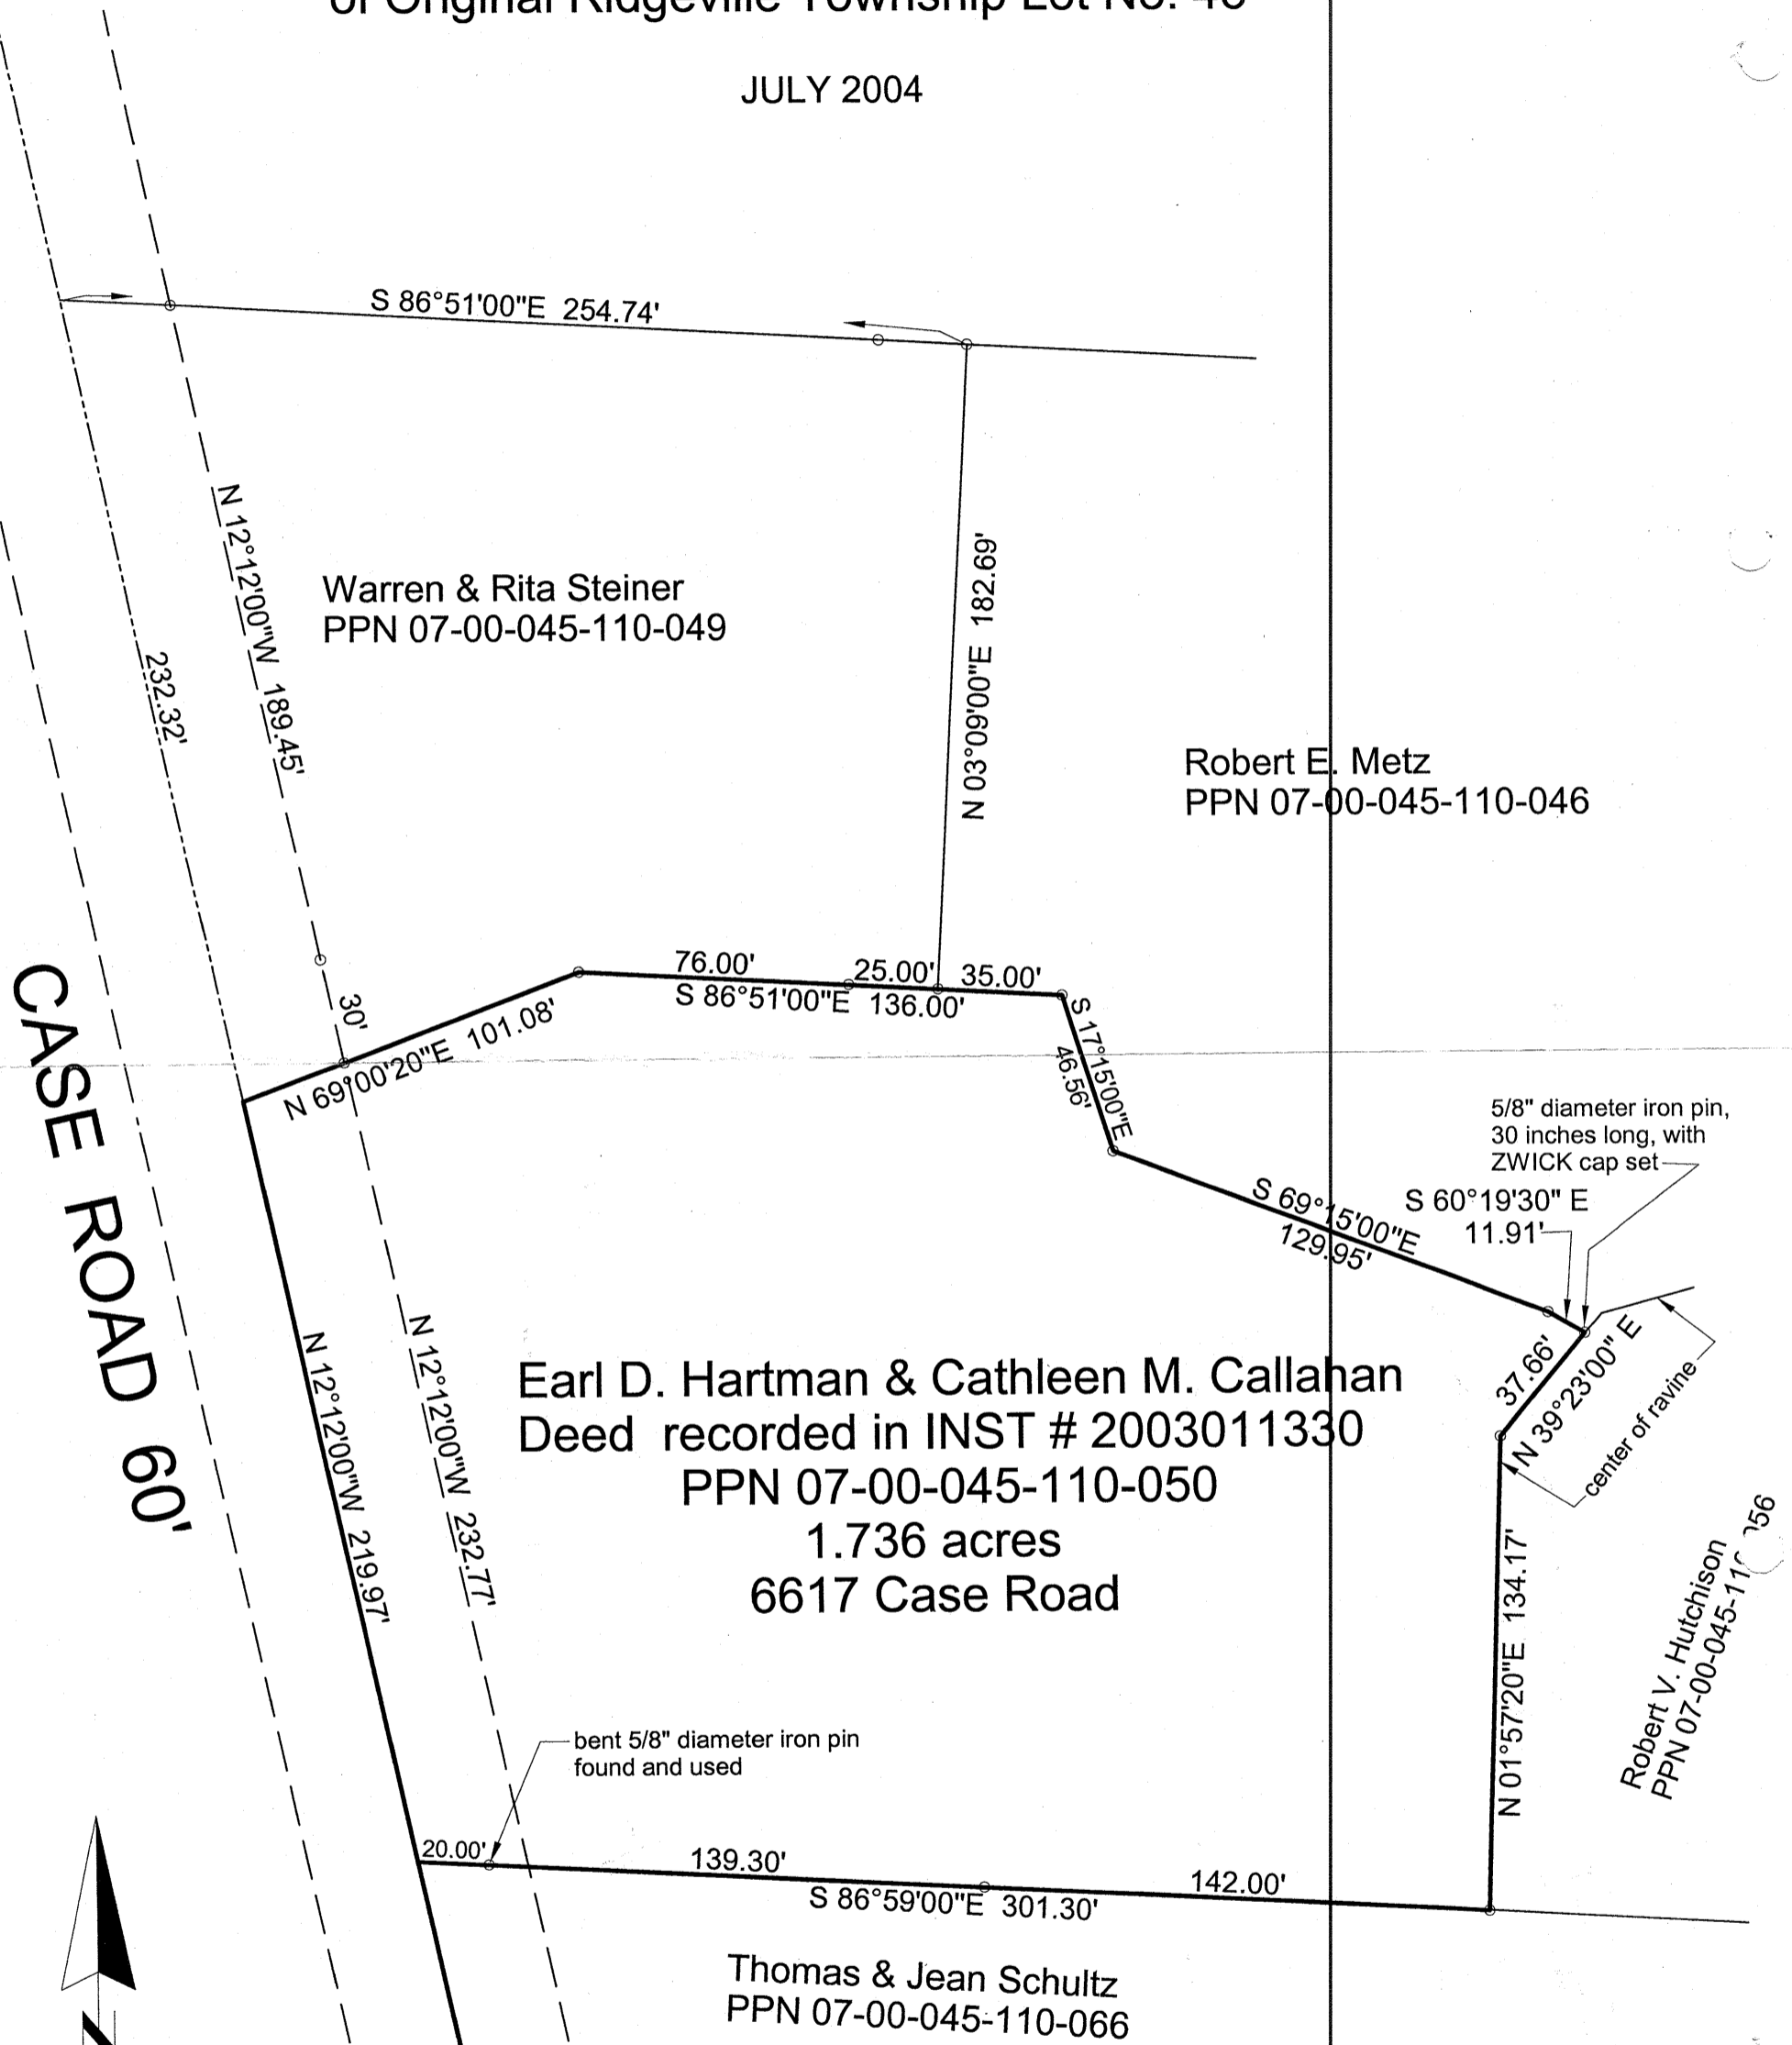 JULY 2004
S 86°51'00"E 254.74'
N 12°12'00"W 189.45'
232.32'
Warren & Rita Steiner
PPN 07-00-045-110-049
N 03°09'00"E 182.69'
Robert E. Metz
PPN 07-00-045-110-046
CASE ROAD 60'
30'
N 69°00'20"E 101.08'
76.00' 25.00' 35.00'
S 86°51'00"E 136.00'
S 17°15'00"E
46.56'
5/8" diameter iron pin,
30 inches long, with
ZWICK cap set
S 69°15'00"E
129.95'
S 60°19'30" E
11.91'
37.66'
N 39°23'00" E
center of ravine
N 12°12'00"W 219.97'
N 12°12'00"W 232.77'
Earl D. Hartman & Cathleen M. Callahan
Deed recorded in INST # 2003011330
PPN 07-00-045-110-050
1.736 acres
6617 Case Road
N 01°57'20"E 134.17'
Robert V. Hutchison
PPN
bent 5/8" diameter iron pin
found and used
20.00' 139.30' 142.00'
S 86°59'00"E 301.30'
Thomas & Jean Schultz
PPN 07-00-045-110-066